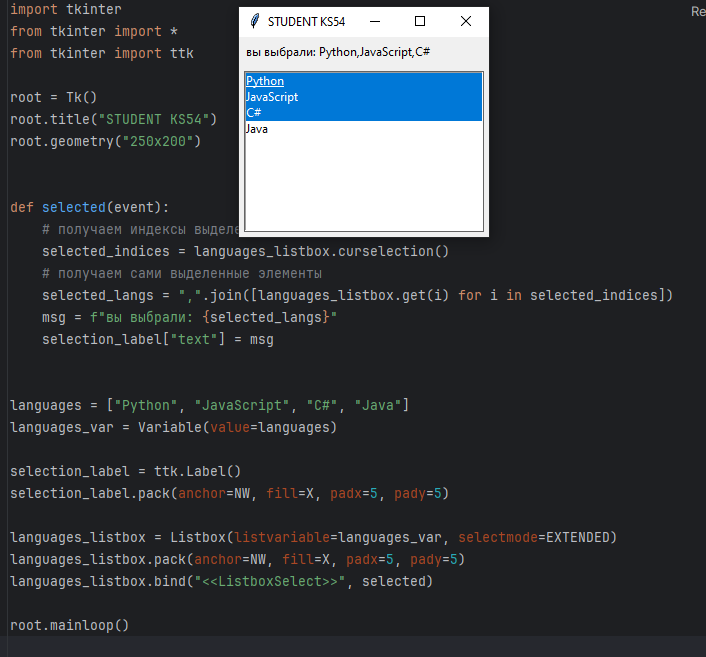 import tkinter
from tkinter import *
from tkinter import ttk
Re
root = Tk()
root.title("STUDENT KS54")
root.geometry("250x200")
def selected(event):
# получаем индексы
selected_indices = languages_listbox.curselection()
# получаем сами выделенные элементы
selected_langs = ",".join([languages_listbox.get(i) for i in selected_indices])
msg = f"вы выбрали: {selected_langs}"
selection_label["text"] = msg
languages = ["Python", "JavaScript", "C#", "Java"]
languages_var = Variable(value=languages)
selection_label = ttk.Label()
selection_label.pack(anchor=NW, fill=X, padx=5, pady=5)
languages_listbox = Listbox(listvariable=languages_var, selectmode=EXTENDED)
languages_listbox.pack(anchor=NW, fill=X, padx=5, pady=5)
languages_listbox.bind("<<ListboxSelect>>", selected)
root.mainloop()
STUDENT KS54
вы выбрали: Python,JavaScript,C#
Python
JavaScript
C#
Java